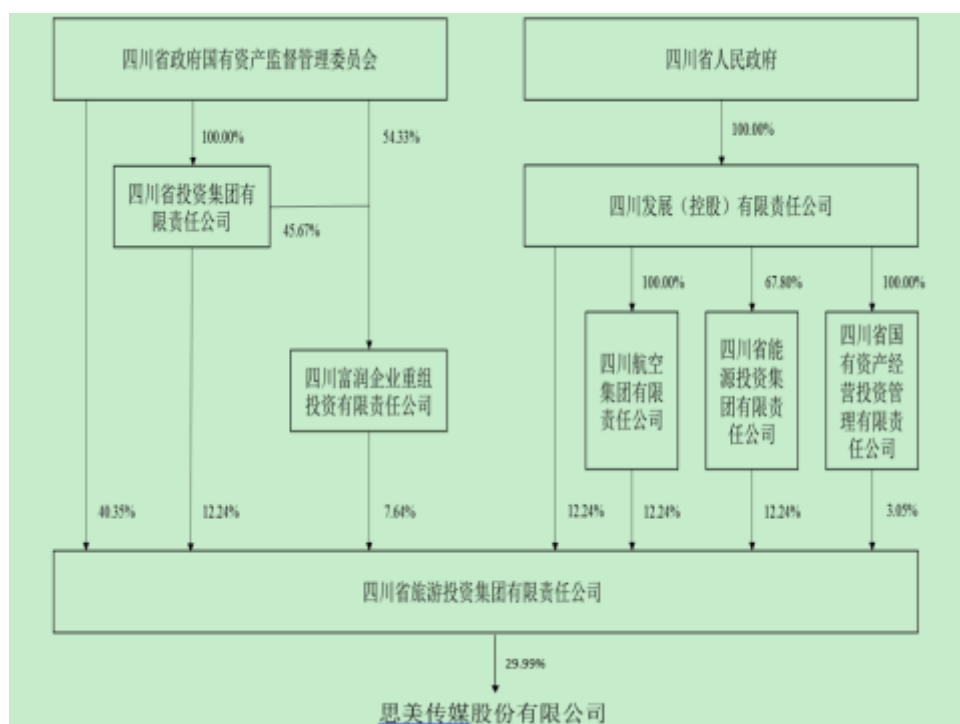 四川省政府国有资产监督管理委员会
四川省人民政府
100.00%
54.33%
100.00%
四川省投资集团有
限责任公司
45.67%
四川发展（控股）有限责任公司
100.00%
67.80%
100.00%
四川富润企业重组
投资有限责任公司
四川航空
集团有限
责任公司
四川省能
源投资集
团有限责
任公司
四川省国
有资产经
营投资管
理有限责
任公司
40.35%
12.24%
7.64%
12.24%
12.24%
12.24%
3.05%
四川省旅游投资集团有限责任公司
29.99%
思美传媒股份有限公司